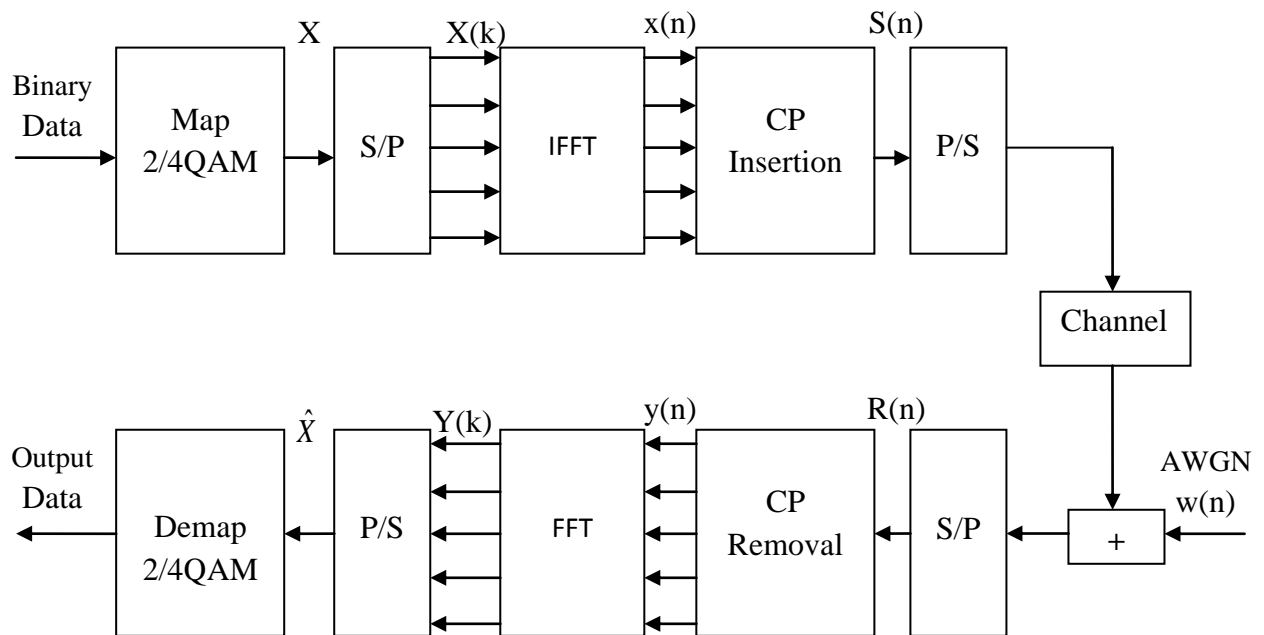 X
X(k)
x(n)
S(n)
Binary
Data
Map
2/4QAM
S/P
IFFT
CP
Insertion
P/S
Channel
X̂
Y(k)
y(n)
R(n)
Output
Data
Demap
2/4QAM
P/S
FFT
CP
Removal
S/P
+
AWGN
w(n)